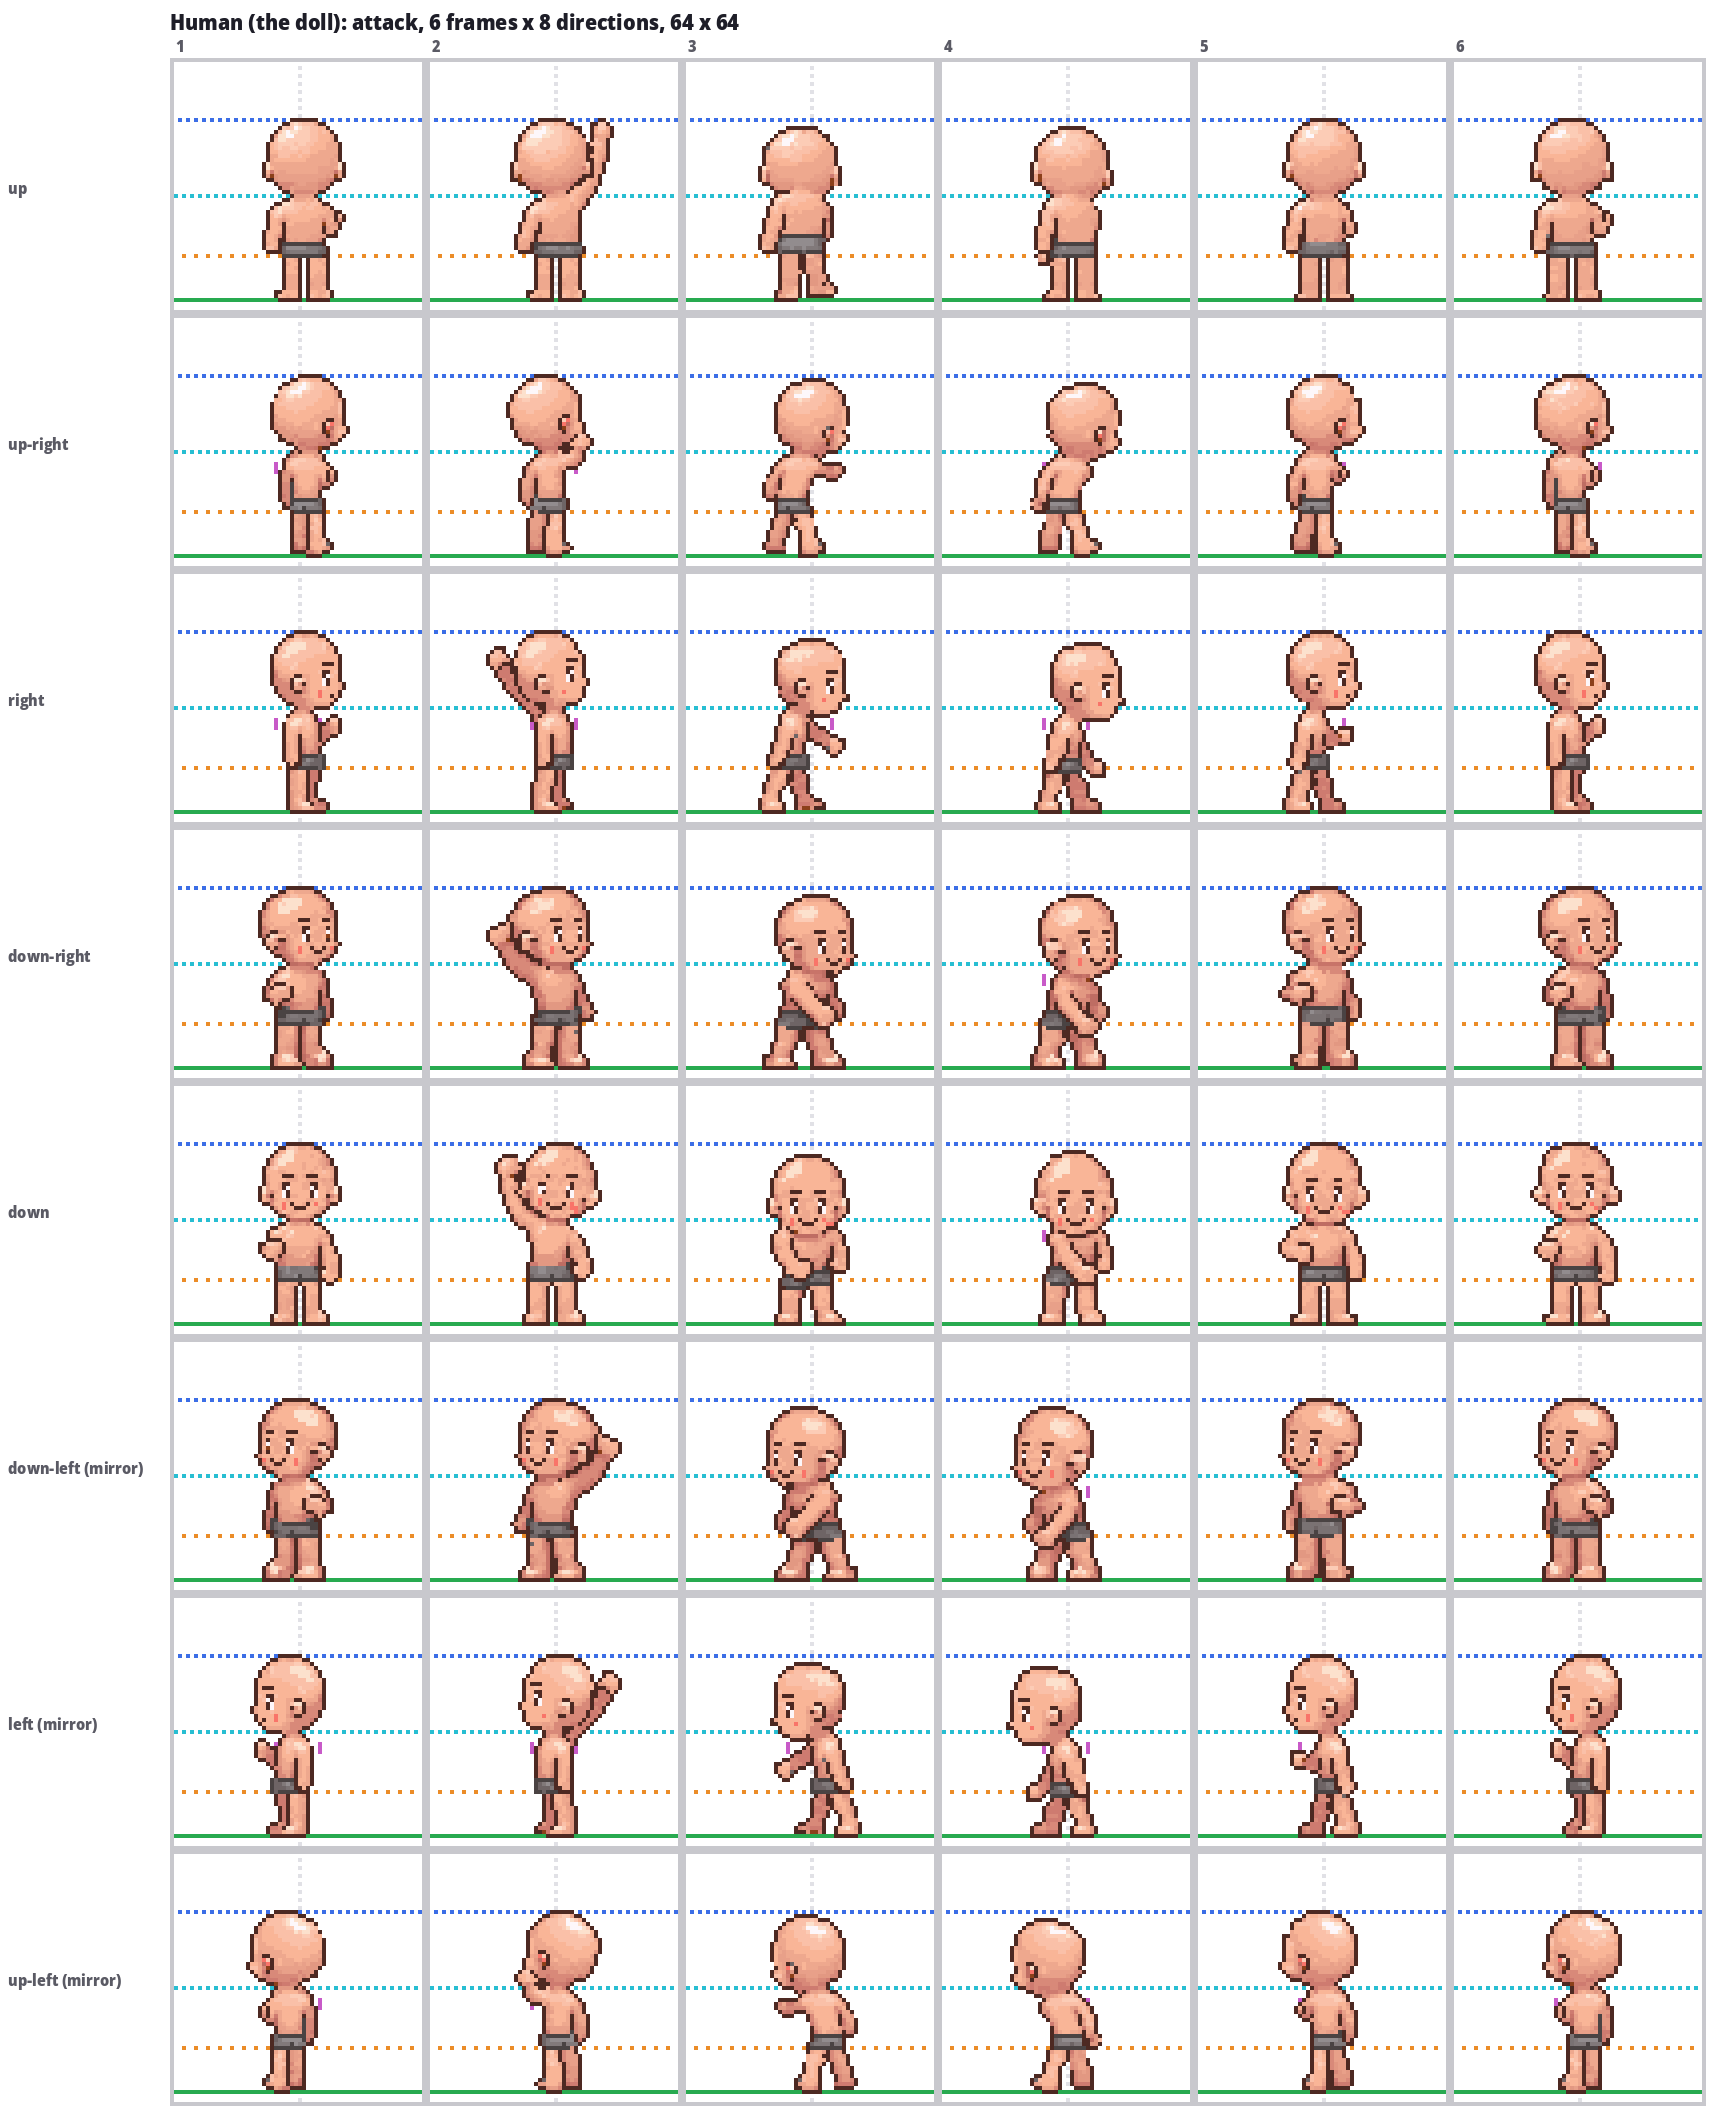 Human (the doll): attack, 6 frames x 8 directions, 64 x 64
1 2 3 4 5 6
up
up-right
right
down-right
down
down-left (mirror)
left (mirror)
up-left (mirror)